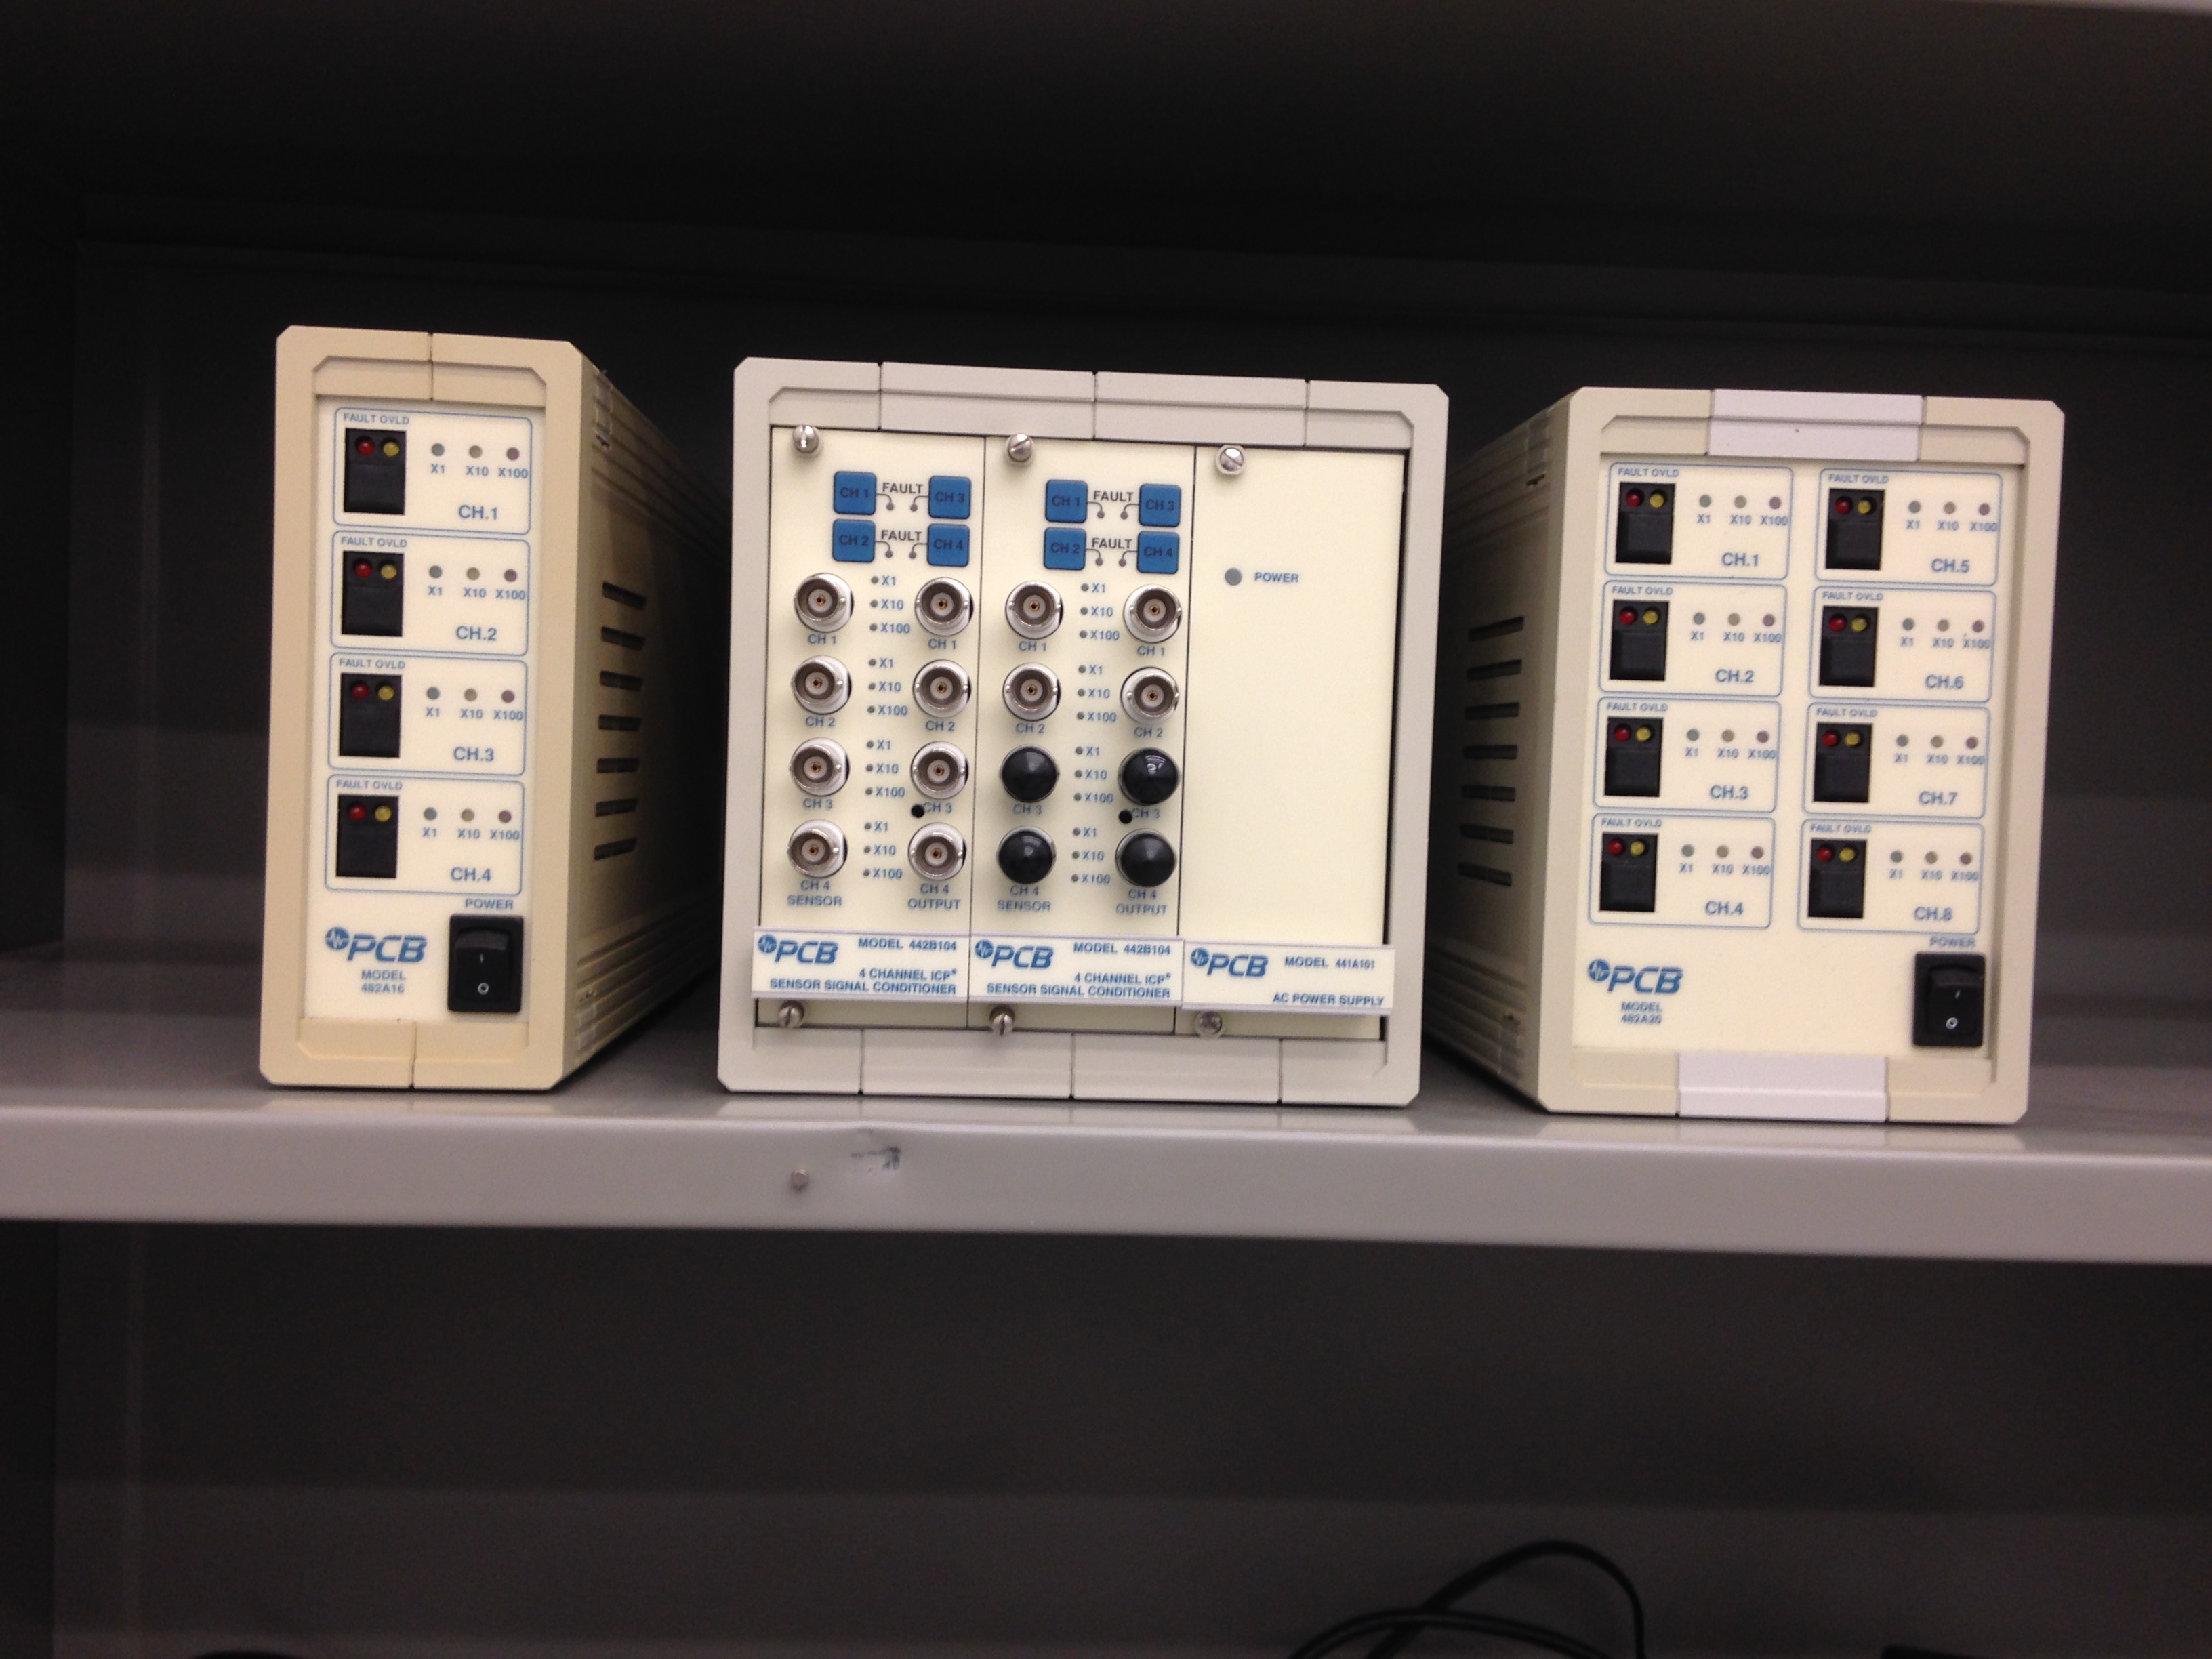 FAULT OVLD
X1 X10 X100
CH.1
FAULT OVLD
X1 X10 X100
CH.2
FAULT OVLD
X1 X10 X100
CH.3
FAULT OVLD
X1 X10 X100
CH.4
POWER
PCB
MODEL
482A16
CH 1 FAULT CH 3
CH 2 FAULT CH 4
X1
X10
X100
CH 1 CH 1
X1
X10
X100
CH 2 CH 2
X1
X10
X100
CH 3 CH 3
X1
X10
X100
CH 4 CH 4
SENSOR OUTPUT
PCB MODEL 442B104
4 CHANNEL ICP®
SENSOR SIGNAL CONDITIONER
CH 1 FAULT CH 3
CH 2 FAULT CH 4
X1
X10
X100
CH 1 CH 1
X1
X10
X100
CH 2 CH 2
X1
X10
X100
CH 3 CH 3
X1
X10
X100
CH 4 CH 4
SENSOR OUTPUT
PCB MODEL 442B104
4 CHANNEL ICP®
SENSOR SIGNAL CONDITIONER
POWER
PCB MODEL 441A101
AC POWER SUPPLY
FAULT OVLD
X1 X10 X100
CH.1
FAULT OVLD
X1 X10 X100
CH.2
FAULT OVLD
X1 X10 X100
CH.3
FAULT OVLD
X1 X10 X100
CH.4
FAULT OVLD
X1 X10 X100
CH.5
FAULT OVLD
X1 X10 X100
CH.6
FAULT OVLD
X1 X10 X100
CH.7
FAULT OVLD
X1 X10 X100
CH.8
POWER
PCB
MODEL
482A20